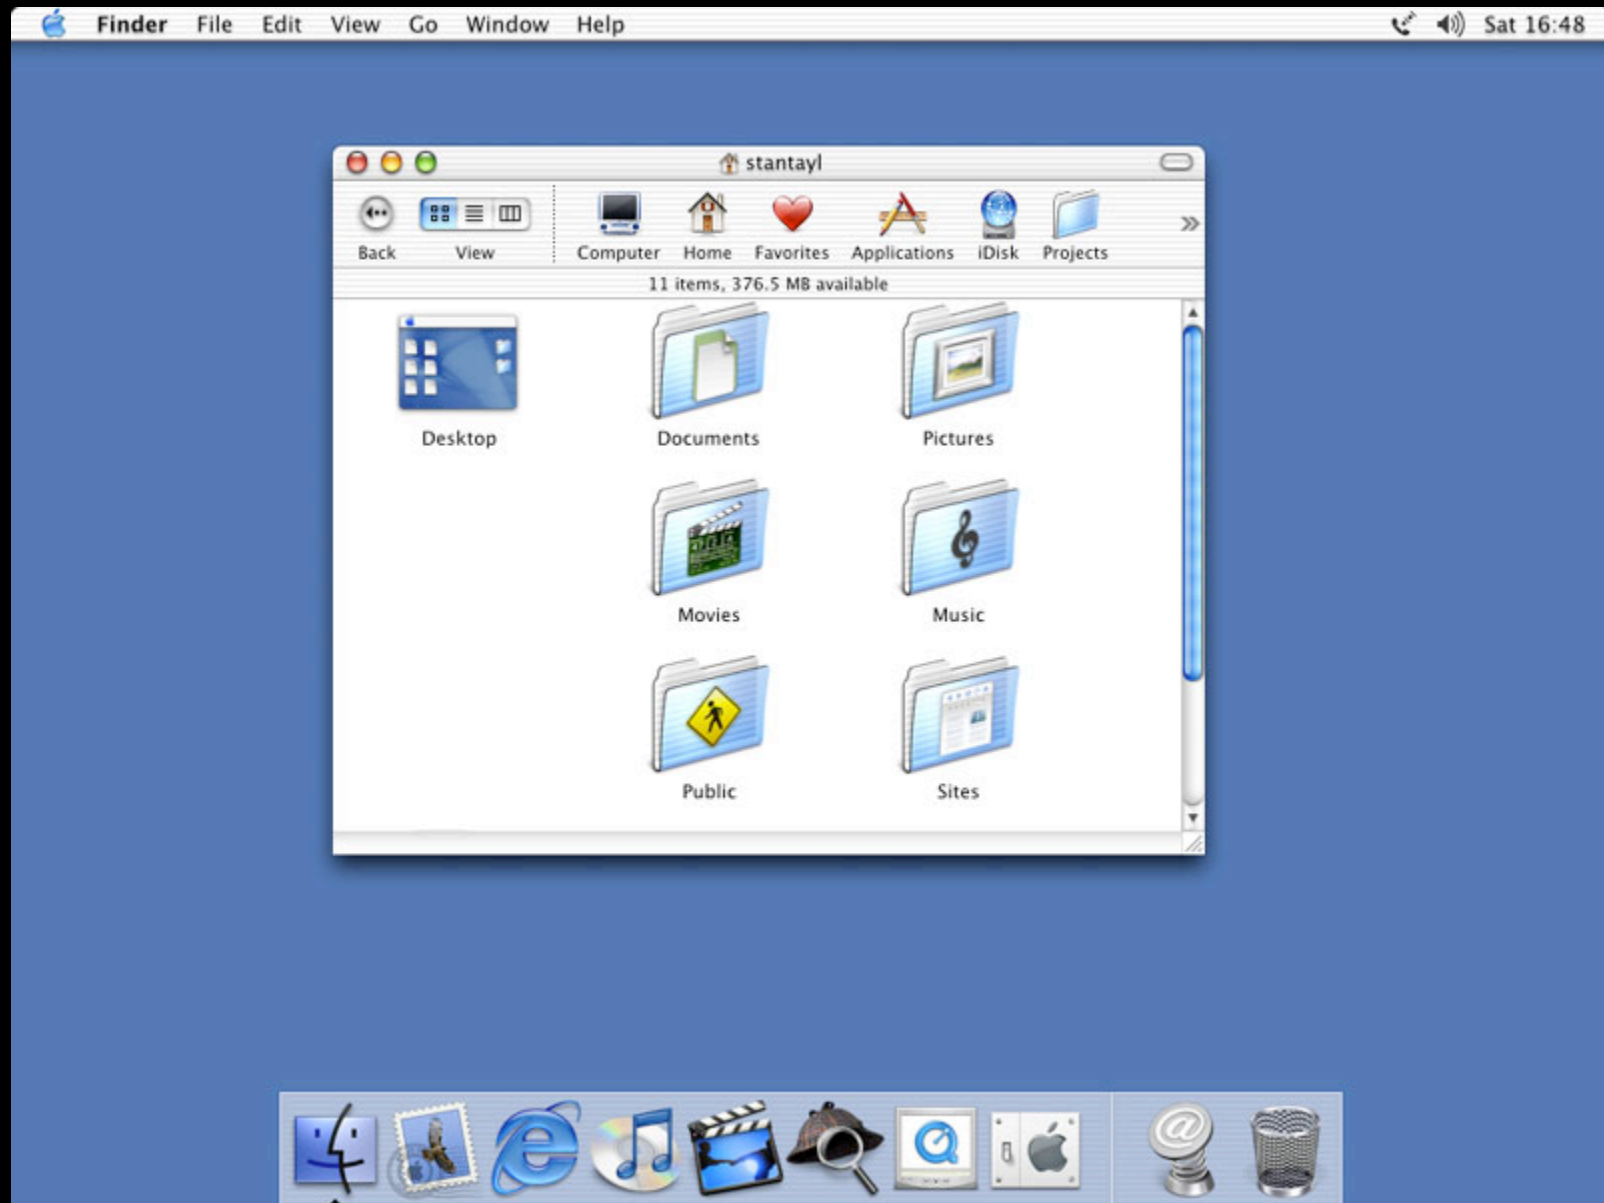 Finder File Edit View Go Window Help Sat 16:48
stantayl
Back View Computer Home Favorites Applications iDisk Projects
11 items, 376.5 MB available
Desktop Documents Pictures
Movies Music
Public Sites